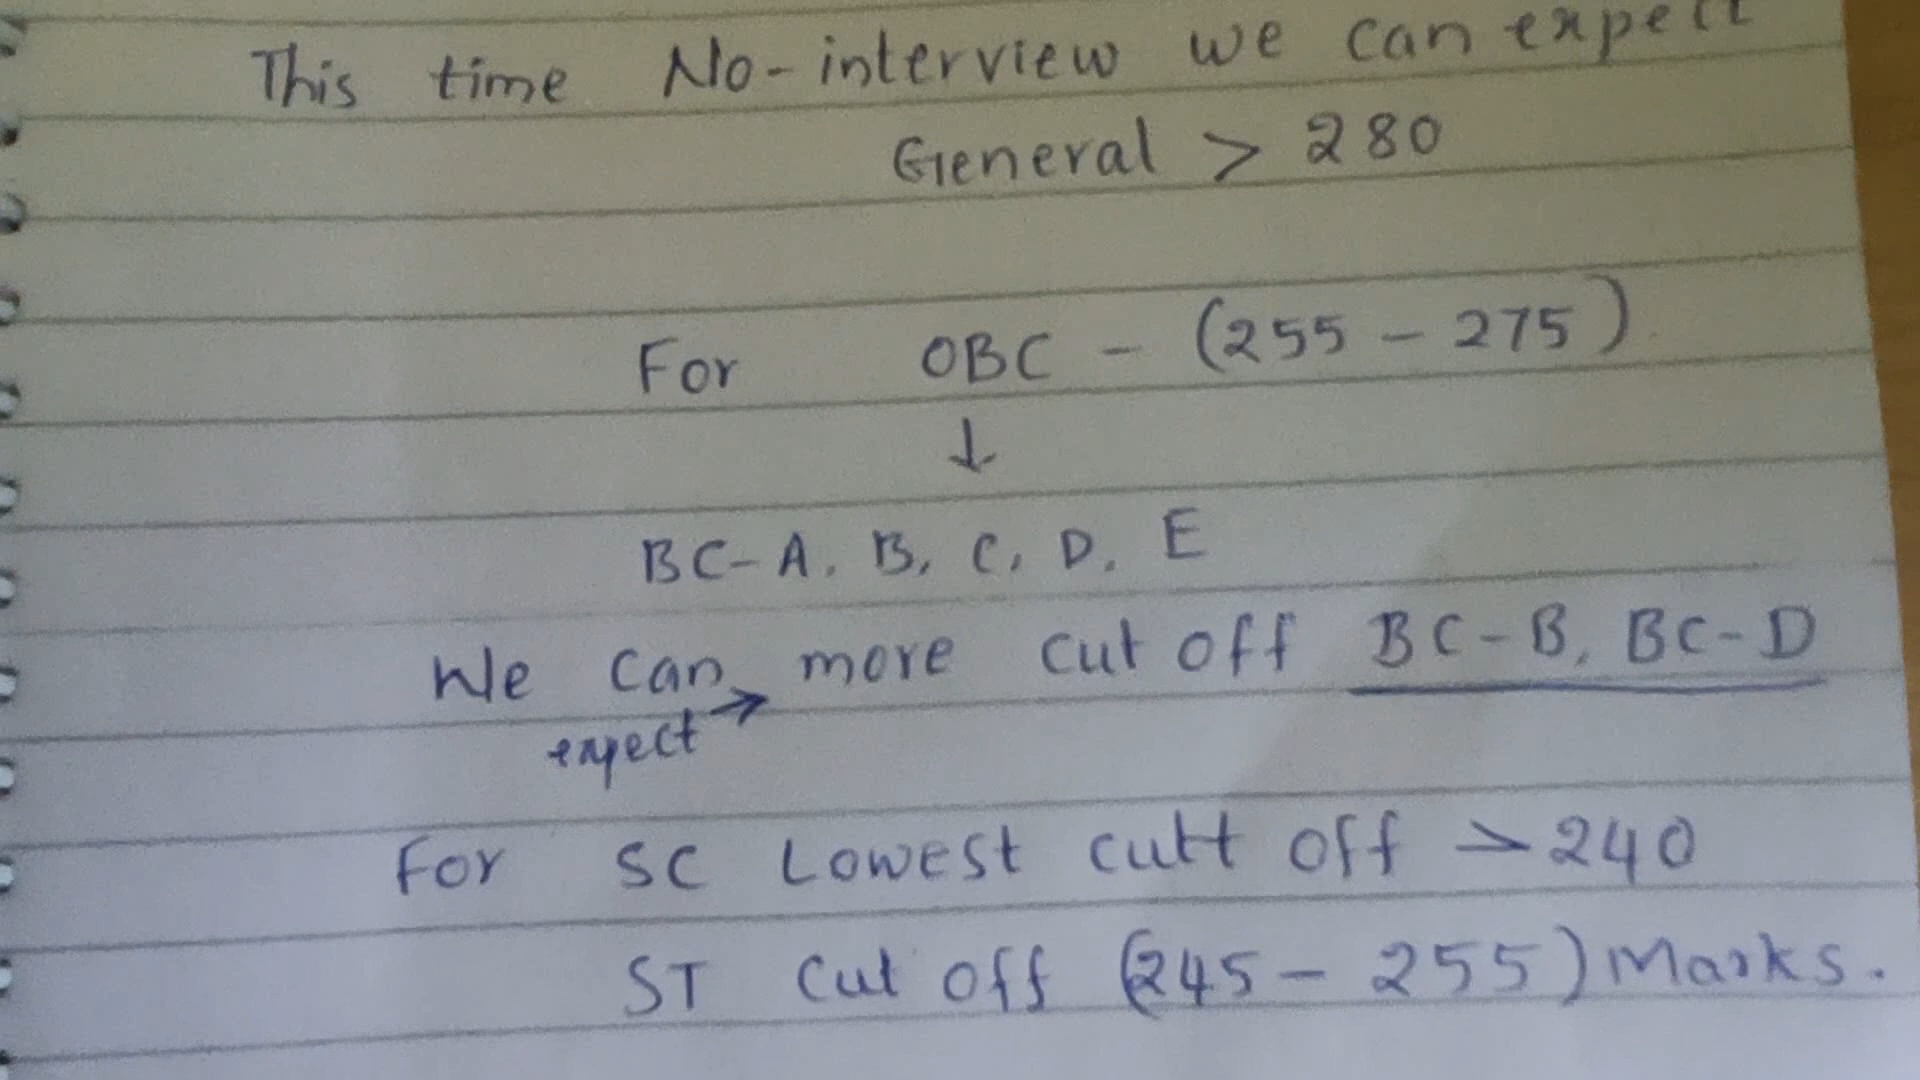 This time No-interview we can expect
General > 280
For OBC - (255 - 275)
↓
BC-A, B, C, D, E
We can → more cut off BC-B, BC-D
expect
For SC Lowest cutt off > 240
ST cut off (245 - 255) Marks.